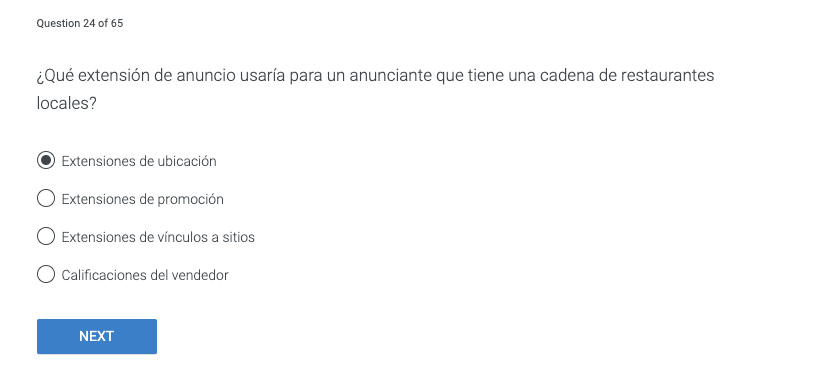 Question 24 of 65
¿Qué extensión de anuncio usaría para un anunciante que tiene una cadena de restaurantes
locales?
Extensiones de ubicación
Extensiones de promoción
Extensiones de vínculos a sitios
Calificaciones del vendedor
NEXT